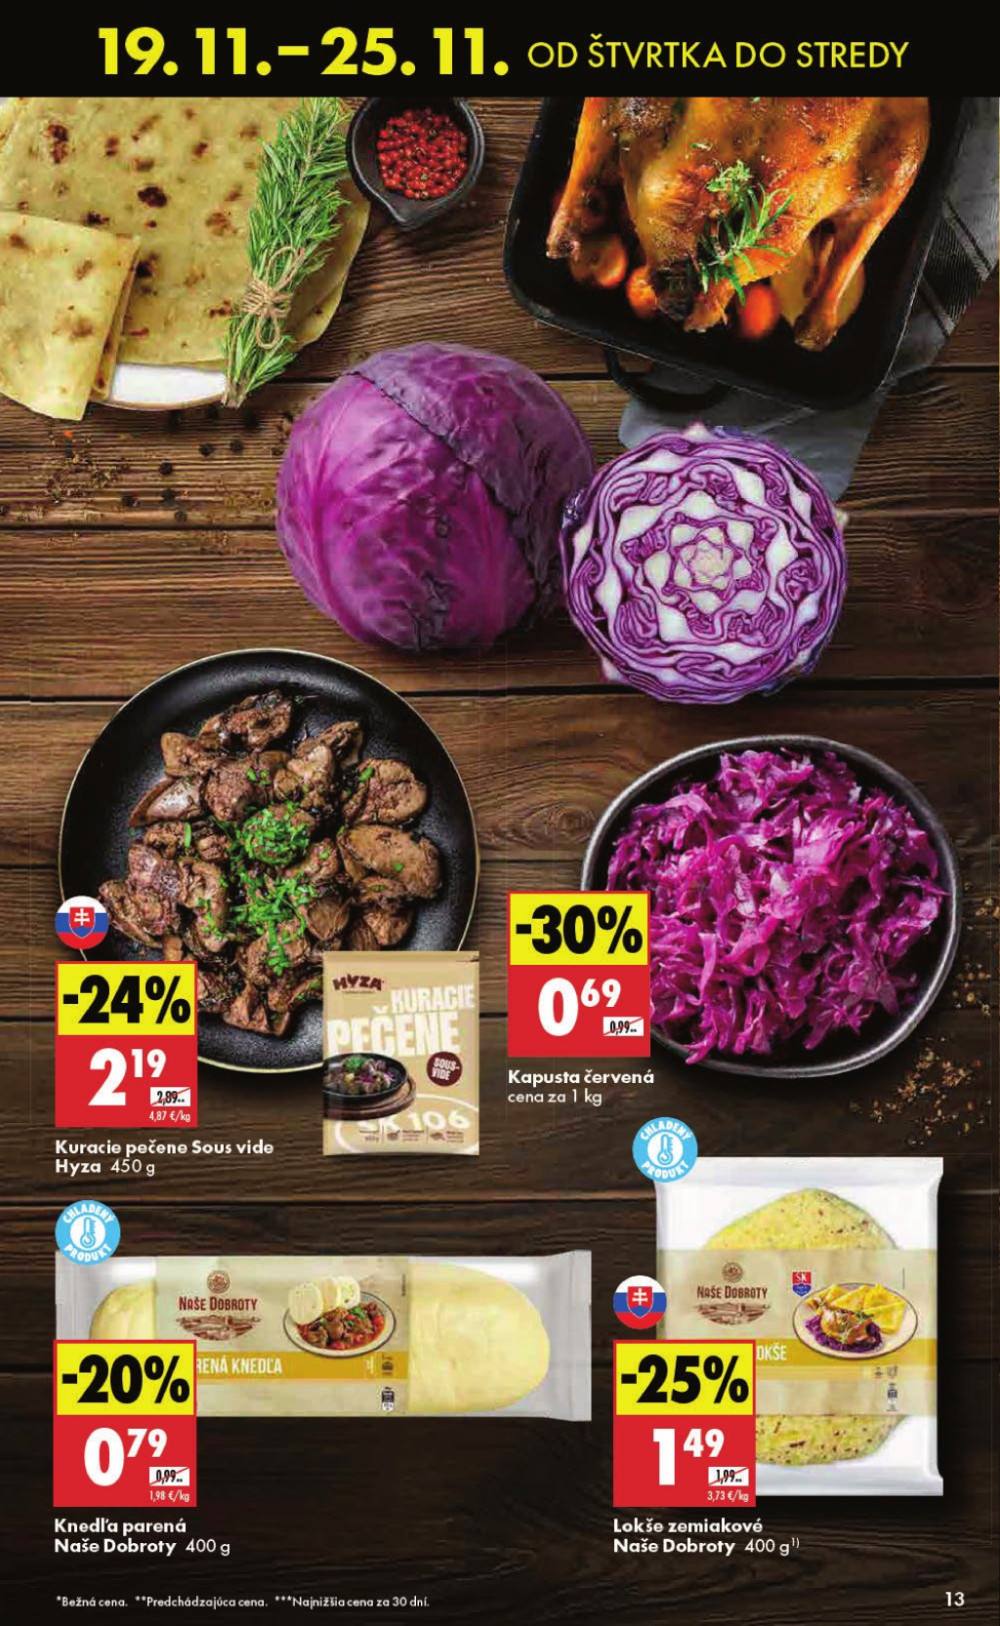 19. 11. – 25. 11. OD ŠTVRTKA DO STREDY
-24%
2 19
2,89
4,87 €/kg
HYZA
KURACIE
PEČENE
SOUS-
VIDE
SK 106
Kuracie pečene Sous vide
Hyza 450 g
-30%
0 69
0,99
Kapusta červená
cena za 1 kg
CHLADENÝ
PRODUKT
NAŠE DOBROTY
RENÁ KNEDĽA
-20%
0 79
0,99
1,98 €/kg
Knedľa parená
Naše Dobroty 400 g
CHLADENÝ
PRODUKT
NAŠE DOBROTY
SK
OKŠE
-25%
1 49
1,99
3,73 €/kg
Lokše zemiakové
Naše Dobroty 400 g¹⁾
*Bežná cena. **Predchádzajúca cena. ***Najnižšia cena za 30 dní.
13